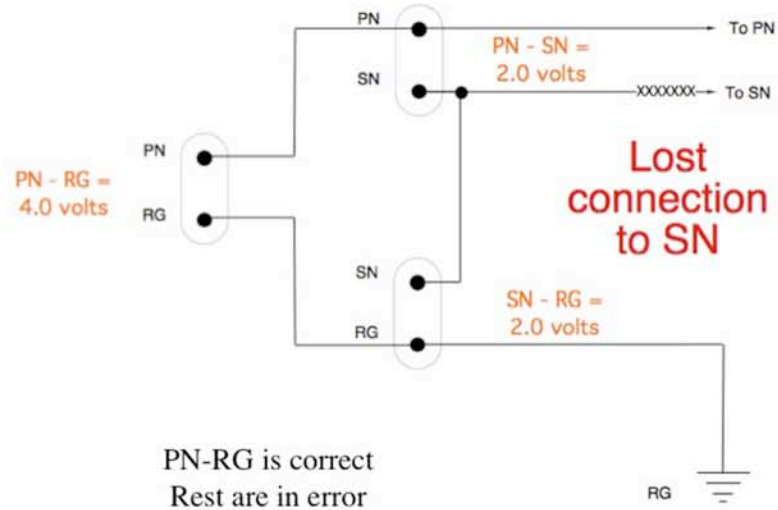 PN
To PN
PN - SN =
2.0 volts
SN
XXXXXXX
To SN
PN
PN - RG =
4.0 volts
RG
Lost
connection
to SN
SN
SN - RG =
2.0 volts
RG
PN-RG is correct
Rest are in error
RG